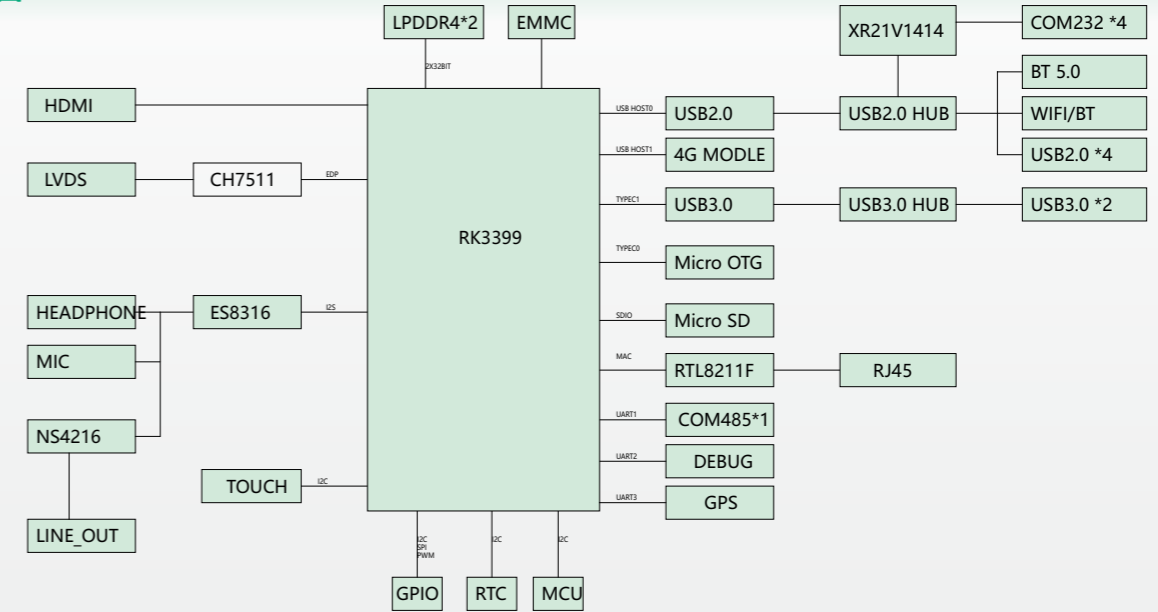 LPDDR4*2
EMMC
XR21V1414
COM232 *4
2X32BIT
BT 5.0
HDMI
USB HOST0
USB2.0
USB2.0 HUB
WIFI/BT
USB HOST1
4G MODLE
USB2.0 *4
LVDS
CH7511
EDP
TYPEC1
USB3.0
USB3.0 HUB
USB3.0 *2
RK3399
TYPEC0
Micro OTG
HEADPHONE
ES8316
I2S
SDIO
Micro SD
MIC
MAC
RTL8211F
RJ45
NS4216
UART1
COM485*1
UART2
DEBUG
TOUCH
I2C
UART3
GPS
LINE_OUT
I2C
SPI
PWM
I2C
I2C
GPIO
RTC
MCU